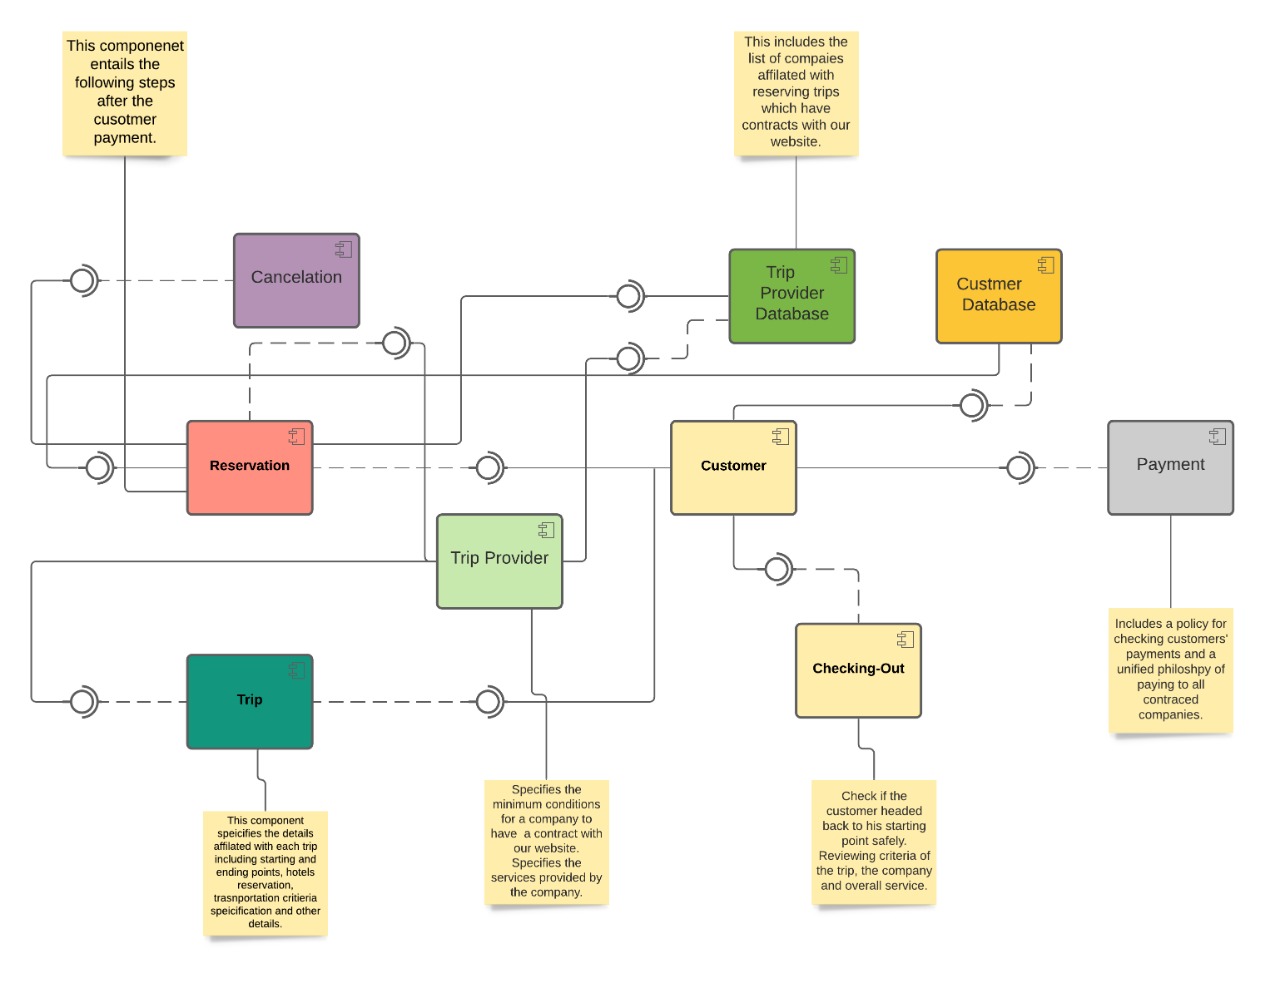 This componenet
entails the
following steps
after the
cusotmer
payment.
This includes the
list of compaies
affilated with
reserving trips
which have
contracts with our
website.
Cancelation
Trip
Provider
Database
Custmer
Database
Reservation
Customer
Payment
Trip Provider
Checking-Out
Trip
Includes a policy for
checking customers'
payments and a
unified philoshpy of
paying to all
contraced
companies.
This component
speicifies the details
affilated with each trip
including starting and
ending points, hotels
reservation,
trasnportation critieria
speicification and other
details.
Specifies the
minimum conditions
for a company to
have a contract with
our website.
Specifies the
services provided by
the company.
Check if the
customer headed
back to his starting
point safely.
Reviewing criteria of
the trip, the company
and overall service.